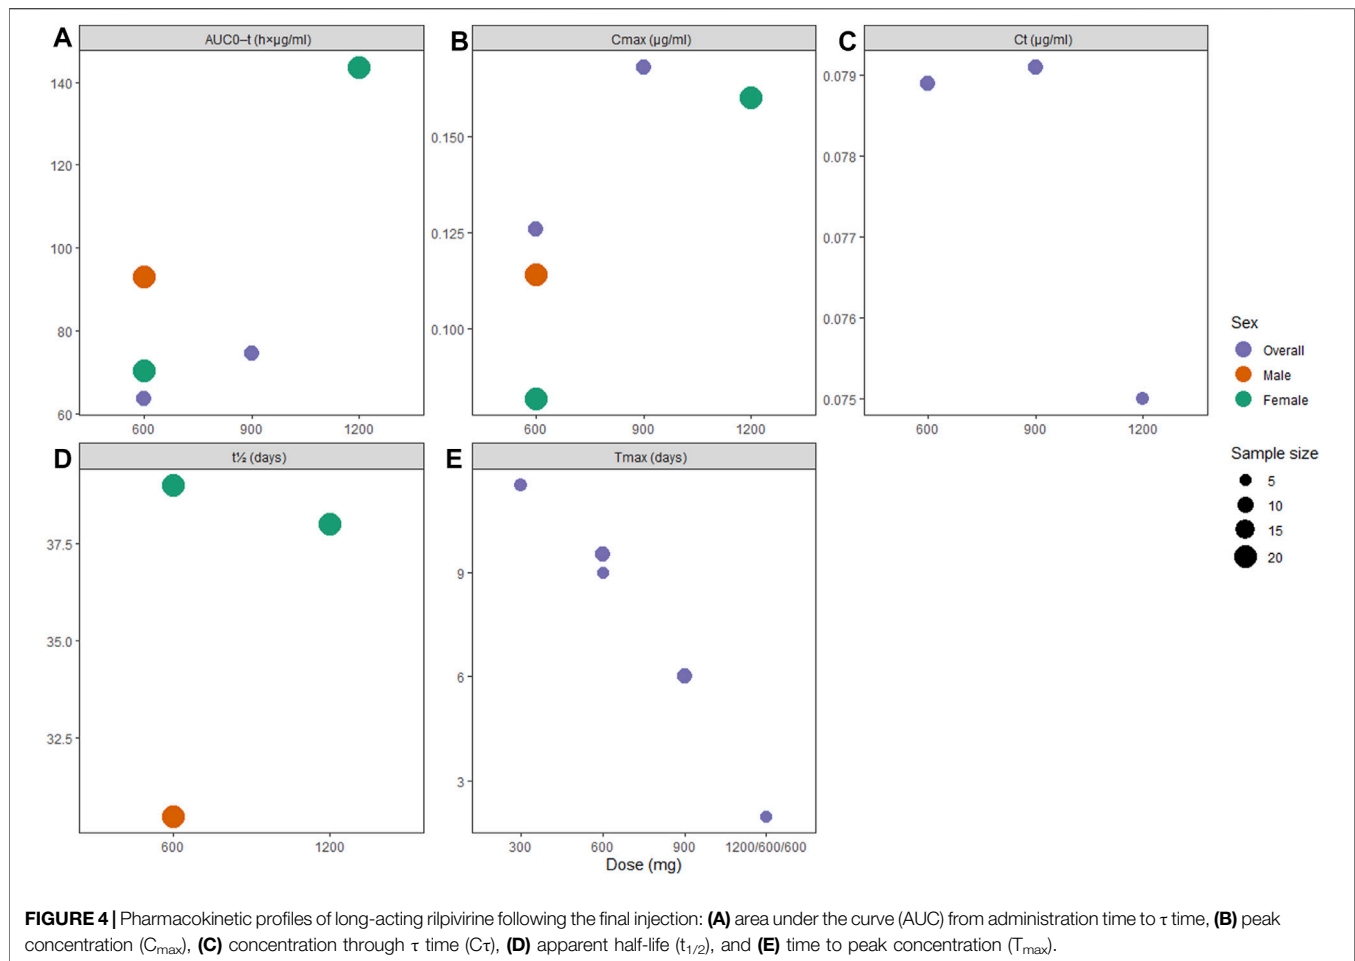 A
AUC0–t (h×µg/ml)
140
120
100
80
60
600
900
1200
B
Cmax (µg/ml)
0.150
0.125
0.100
600
900
1200
C
Ct (µg/ml)
0.079
0.078
0.077
0.076
0.075
600
900
1200
Sex
Overall
Male
Female
Sample size
5
10
15
20
D
t½ (days)
37.5
35.0
32.5
600
1200
E
Tmax (days)
9
6
3
300
600
900
1200/600/600
Dose (mg)
FIGURE 4 | Pharmacokinetic profiles of long-acting rilpivirine following the final injection: (A) area under the curve (AUC) from administration time to τ time, (B) peak
concentration (Cmax), (C) concentration through τ time (Cτ), (D) apparent half-life (t1/2), and (E) time to peak concentration (Tmax).